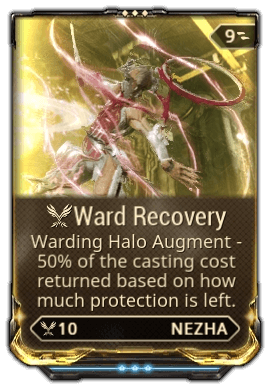 9
Ward Recovery
Warding Halo Augment -
50% of the casting cost
returned based on how
much protection is left.
10 NEZHA